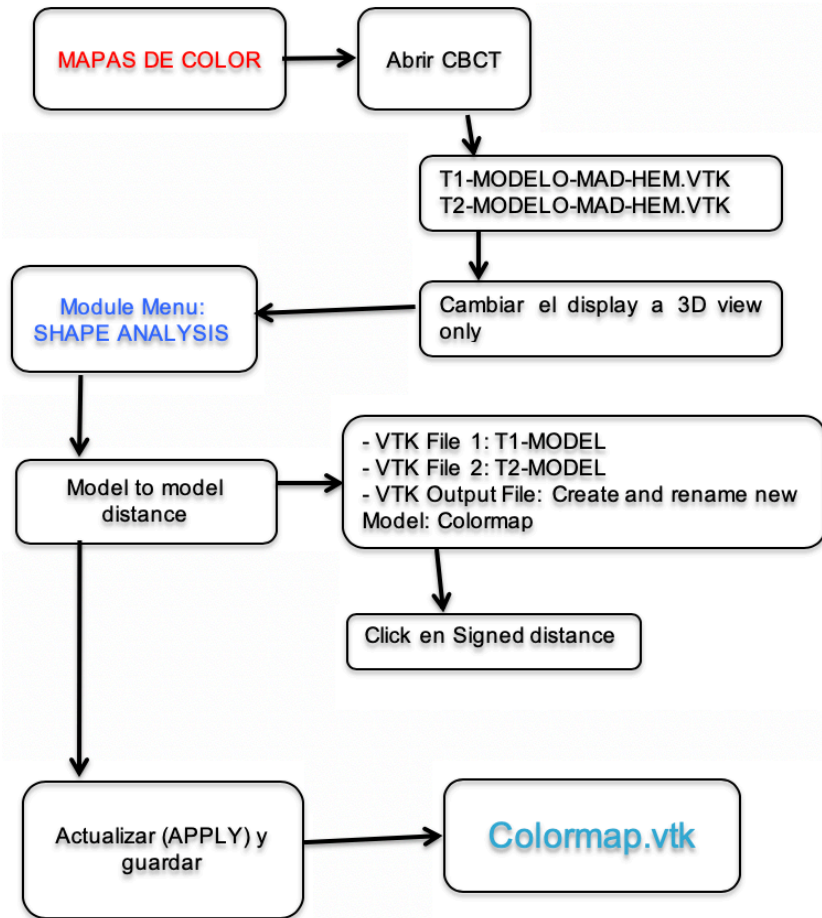 MAPAS DE COLOR
Abrir CBCT
T1-MODELO-MAD-HEM.VTK
T2-MODELO-MAD-HEM.VTK
Cambiar el display a 3D view
only
Module Menu:
SHAPE ANALYSIS
Model to model
distance
- VTK File 1: T1-MODEL
- VTK File 2: T2-MODEL
- VTK Output File: Create and rename new
Model: Colormap
Click en Signed distance
Actualizar (APPLY) y
guardar
Colormap.vtk